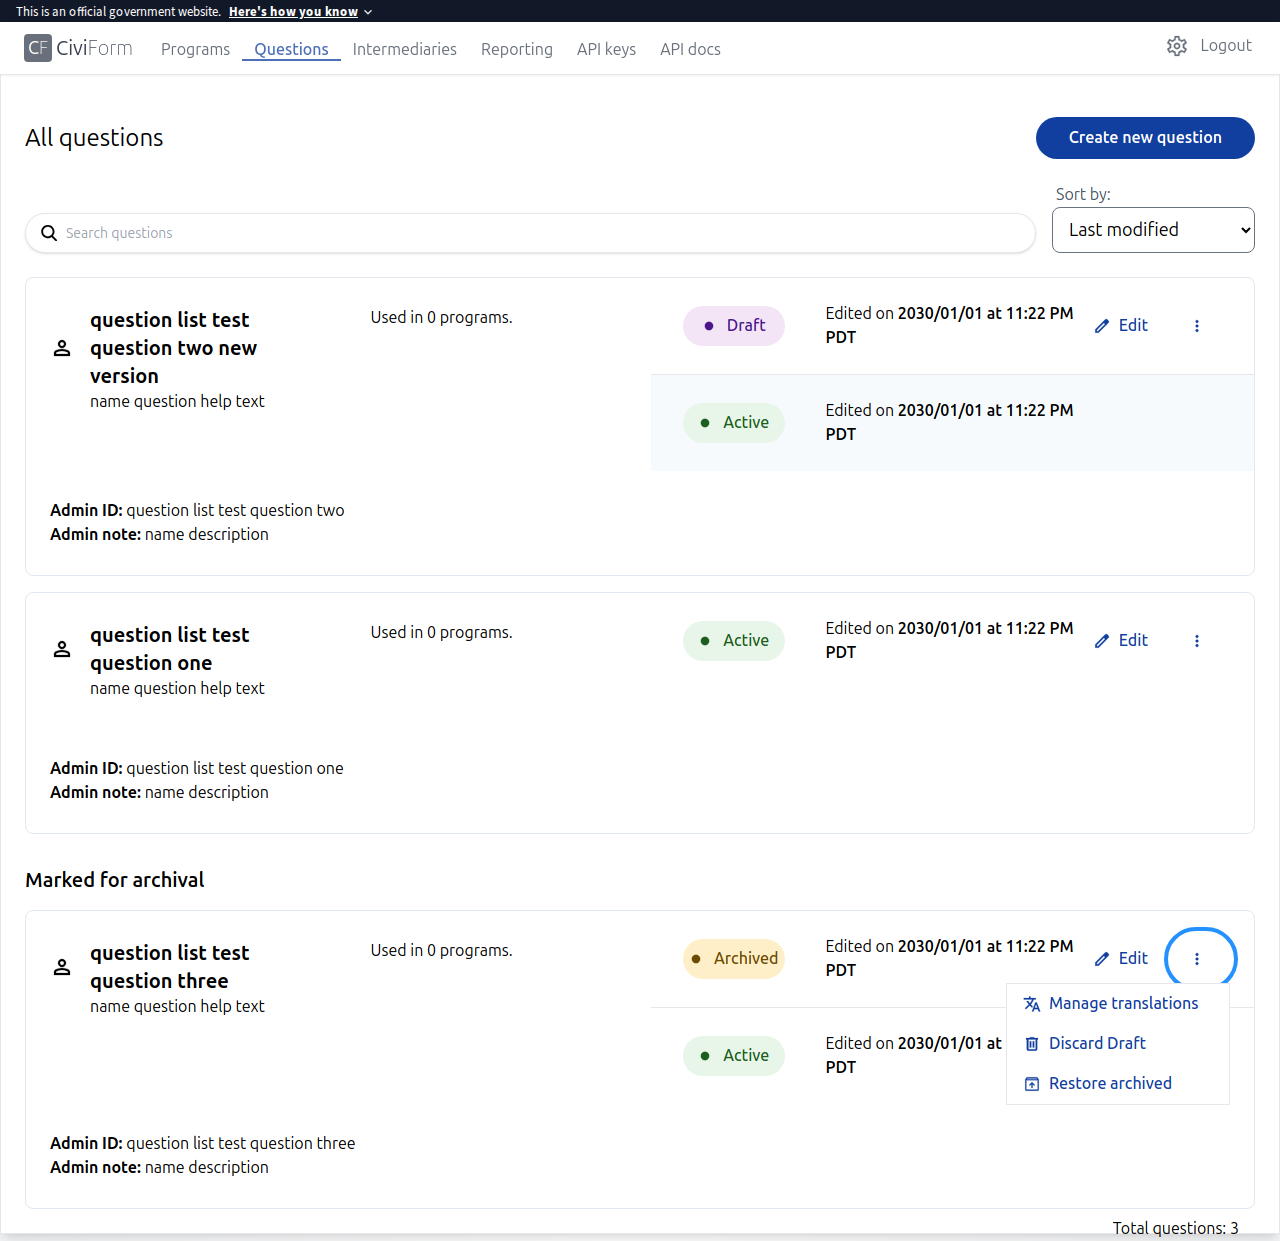 This is an official government website. Here's how you know
CF CiviForm Programs Questions Intermediaries Reporting API keys API docs Logout
All questions
Create new question
Sort by:
Search questions
Last modified
question list test
question two new
version
name question help text
Used in 0 programs.
Draft
Edited on 2030/01/01 at 11:22 PM
PDT
Edit
Active
Edited on 2030/01/01 at 11:22 PM
PDT
Admin ID: question list test question two
Admin note: name description
question list test
question one
name question help text
Used in 0 programs.
Active
Edited on 2030/01/01 at 11:22 PM
PDT
Edit
Admin ID: question list test question one
Admin note: name description
Marked for archival
question list test
question three
name question help text
Used in 0 programs.
Archived
Edited on 2030/01/01 at 11:22 PM
PDT
Edit
Manage translations
Discard Draft
Restore archived
Active
Edited on 2030/01/01 at
PDT
Admin ID: question list test question three
Admin note: name description
Total questions: 3